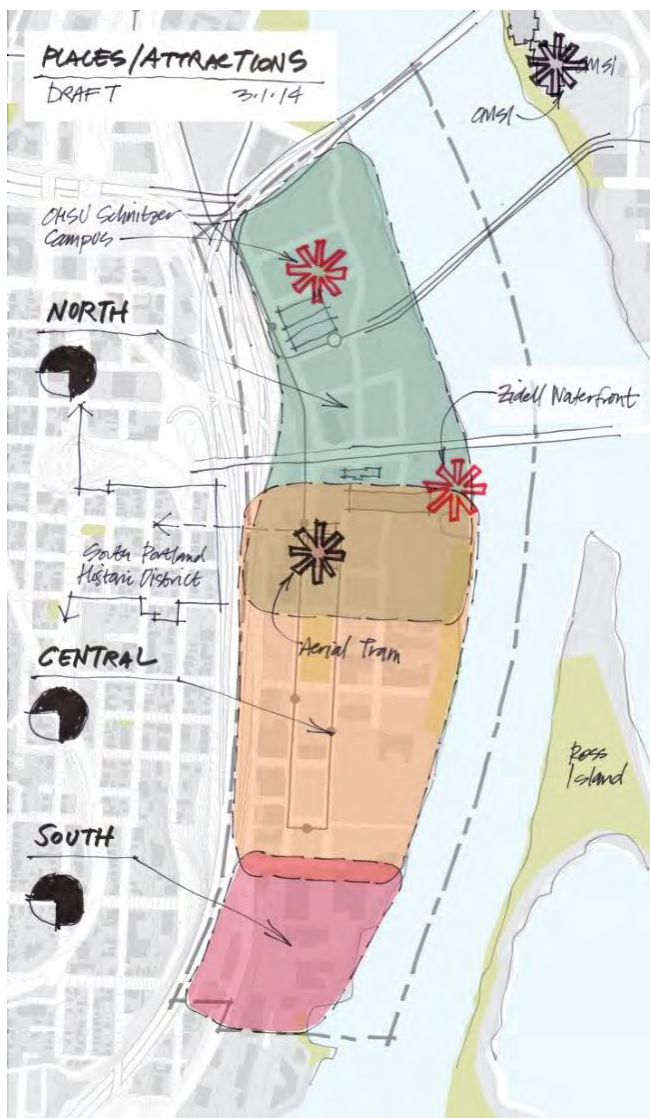 PLACES/ATTRACTIONS
DRAFT 3.1.14
OMSI
OMSI
OHSU Schnitzer
Campus
NORTH
Zidell Waterfront
South Portland
Historic District
Aerial Tram
CENTRAL
Ross
Island
SOUTH